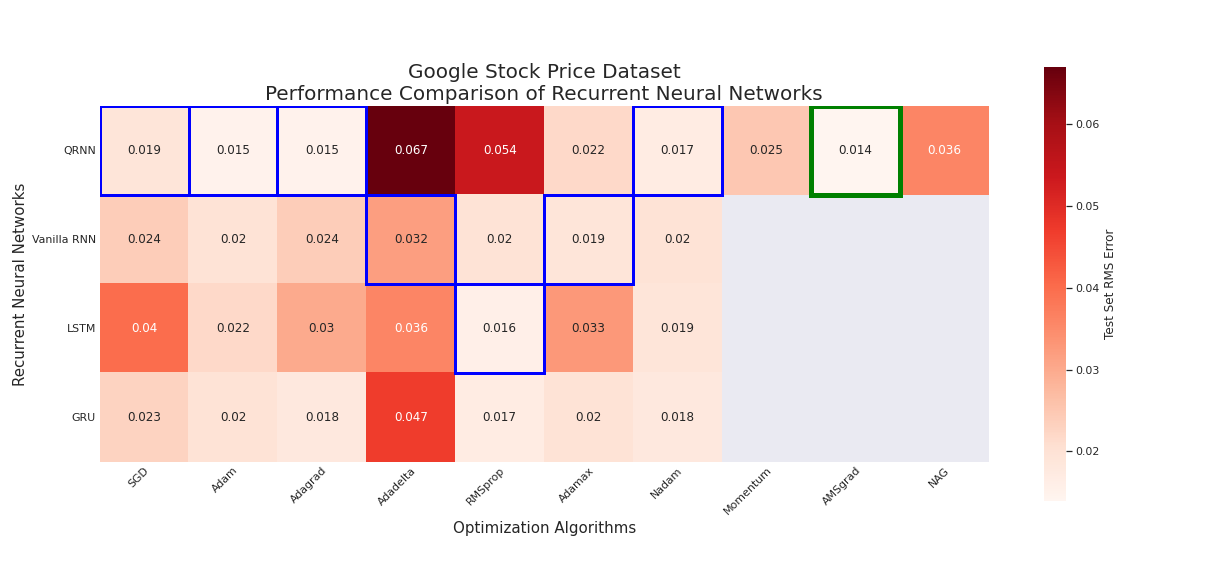 Google Stock Price Dataset
Performance Comparison of Recurrent Neural Networks
Recurrent Neural Networks
QRNN 0.019 0.015 0.015 0.067 0.054 0.022 0.017 0.025 0.014 0.036
Vanilla RNN 0.024 0.02 0.024 0.032 0.02 0.019 0.02
LSTM 0.04 0.022 0.03 0.036 0.016 0.033 0.019
GRU 0.023 0.02 0.018 0.047 0.017 0.02 0.018
SGD Adam Adagrad Adadelta RMSprop Adamax Nadam Momentum AMSgrad NAG
Optimization Algorithms
0.06
0.05
0.04
0.03
0.02
Test Set RMS Error